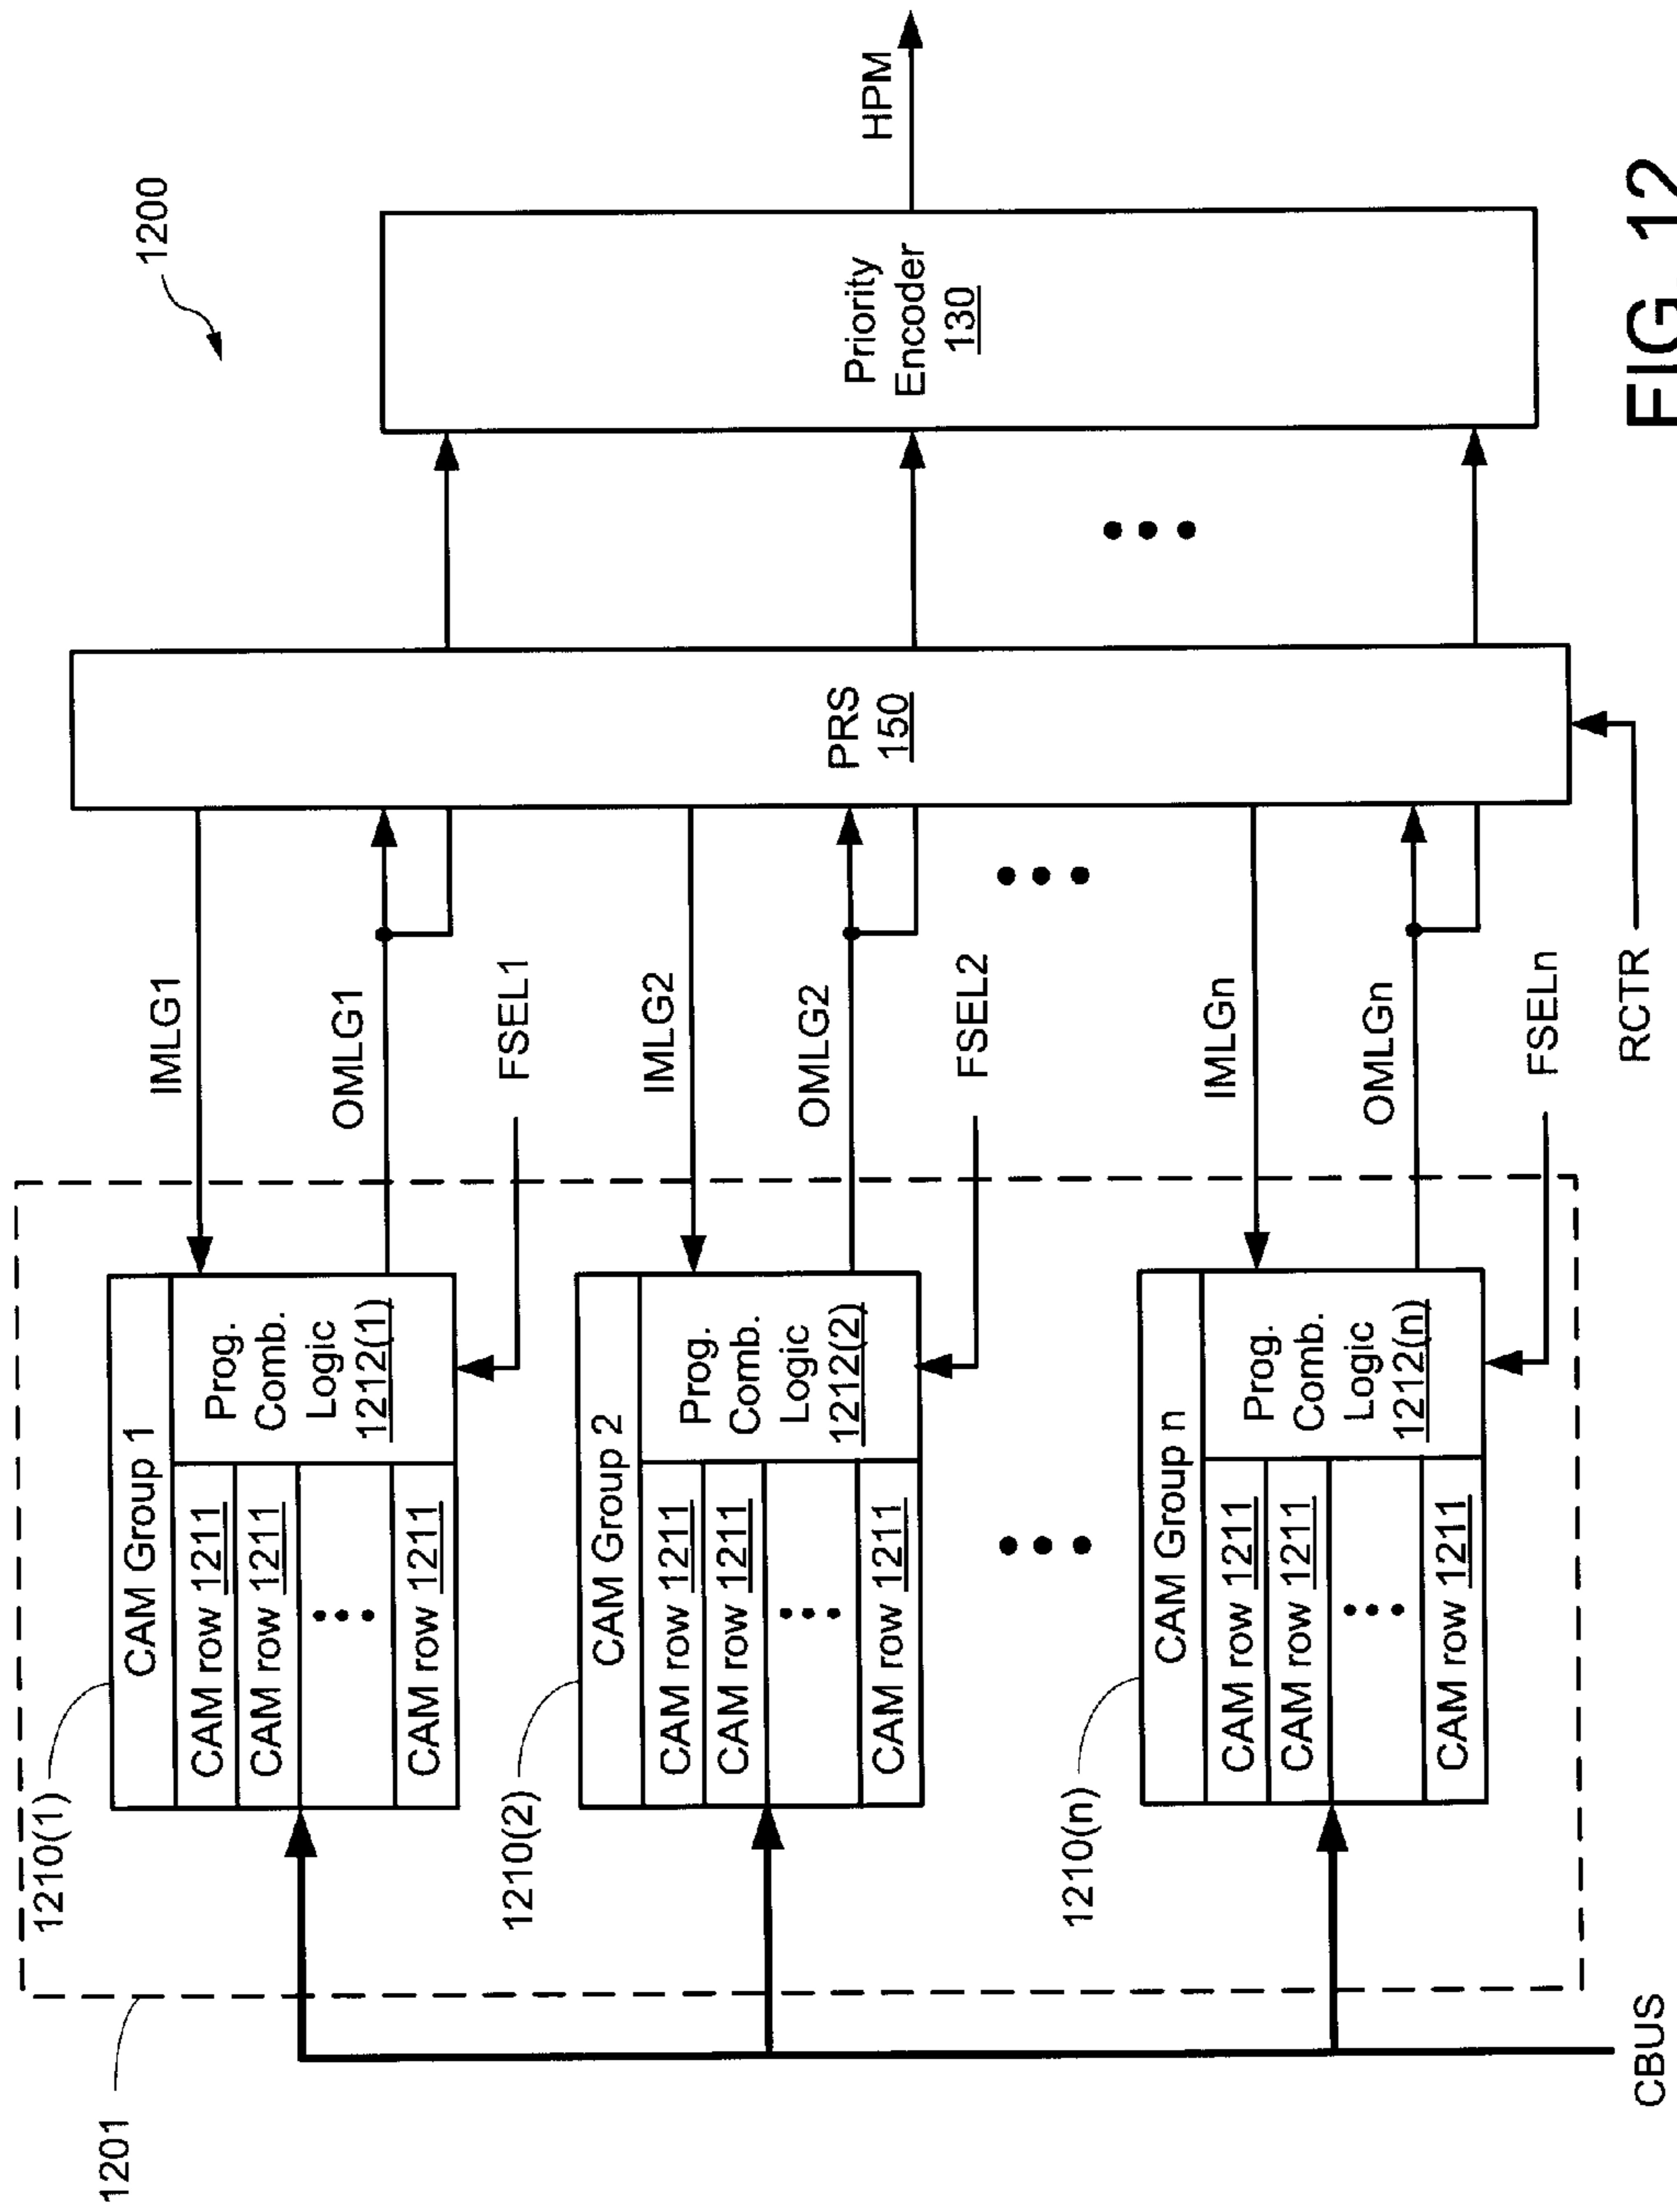 1200
1201
1210(1)
CAM Group 1
CAM row 1211
CAM row 1211
CAM row 1211
Prog.
Comb.
Logic
1212(1)
IMLG1
OMLG1
FSEL1
1210(2)
CAM Group 2
CAM row 1211
CAM row 1211
CAM row 1211
Prog.
Comb.
Logic
1212(2)
IMLG2
OMLG2
FSEL2
1210(n)
CAM Group n
CAM row 1211
CAM row 1211
CAM row 1211
Prog.
Comb.
Logic
1212(n)
IMLGn
OMLGn
FSELn
PRS
150
RCTR
Priority
Encoder
130
HPM
CBUS
FIG. 12